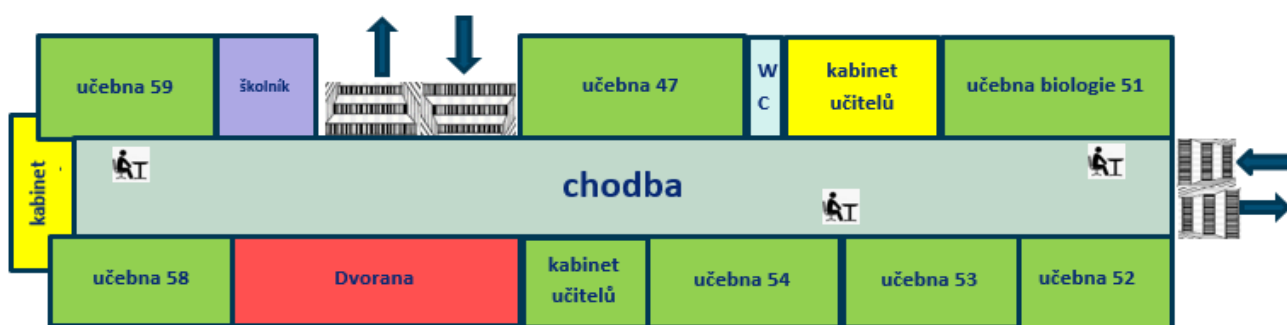 učebna 59
školník
učebna 47
W
C
kabinet
učitelů
učebna biologie 51
kabinet
chodba
učebna 58
Dvorana
kabinet
učitelů
učebna 54
učebna 53
učebna 52